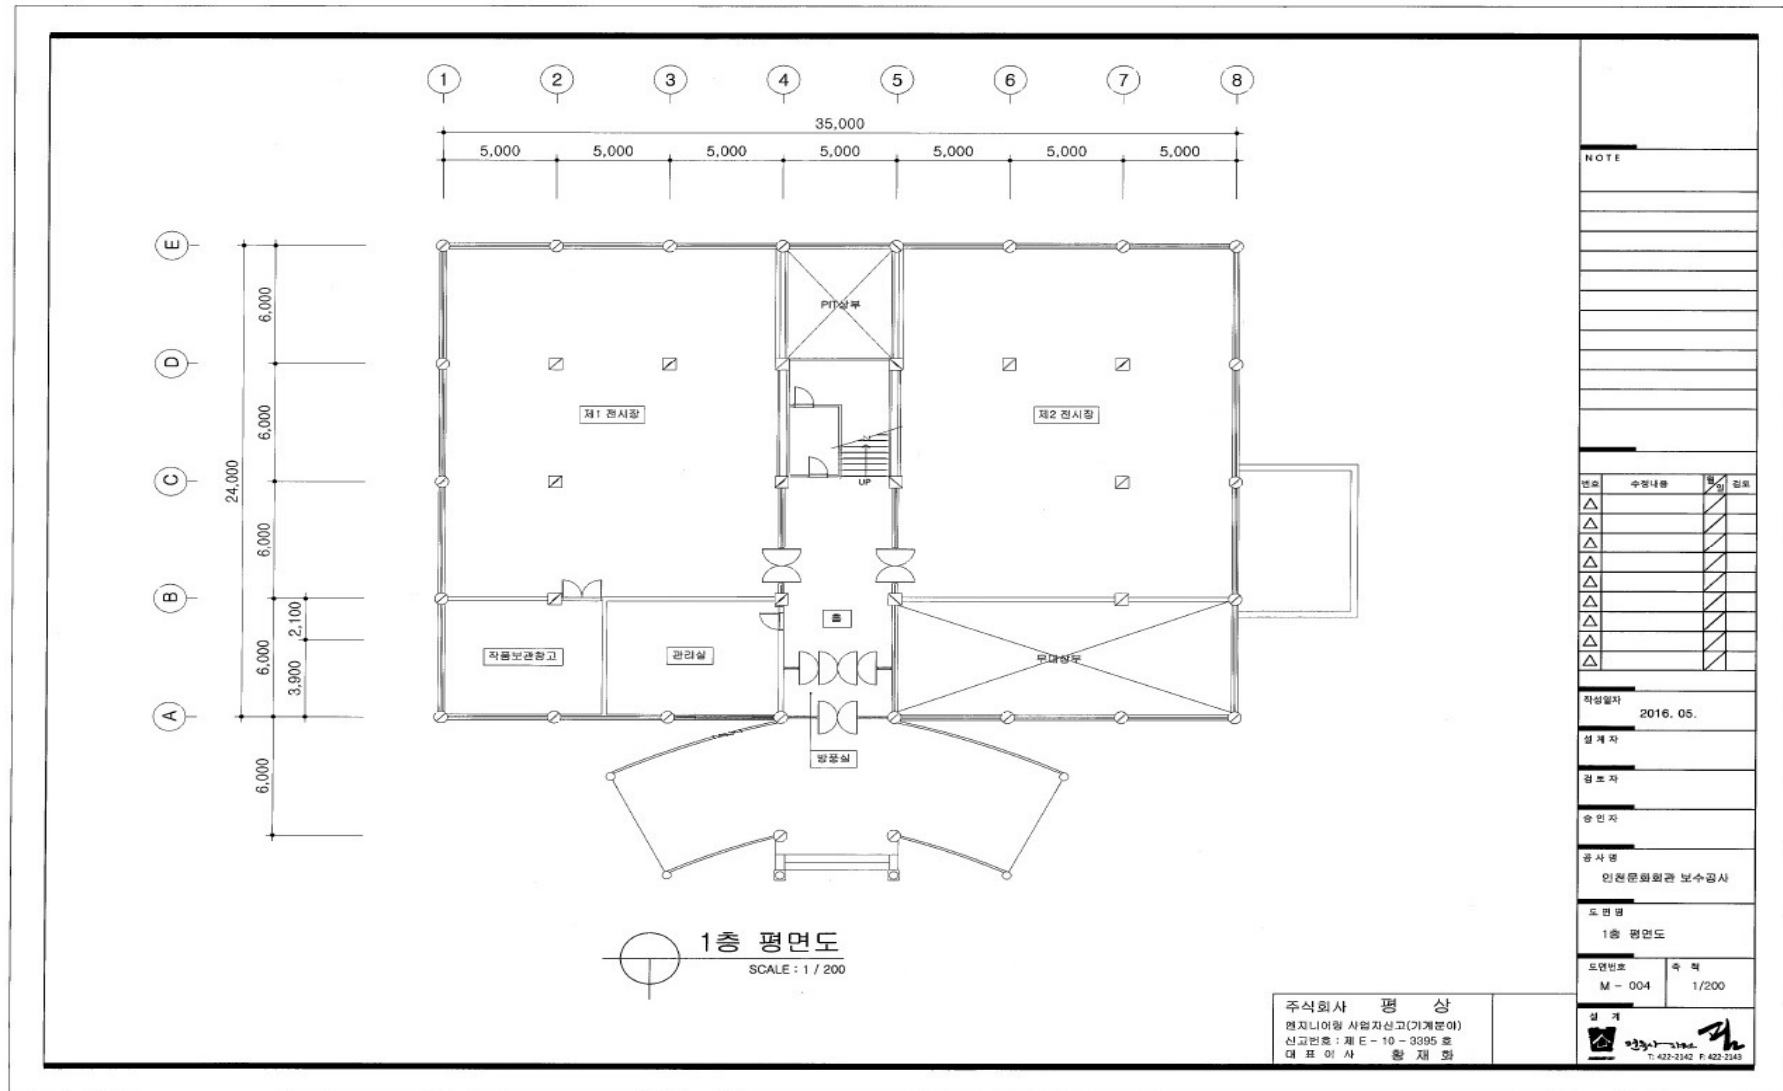 1 2 3 4 5 6 7 8
35,000
5,000 5,000 5,000 5,000 5,000 5,000 5,000
E
D
C
B
A
24,000
6,000
6,000
6,000
6,000
6,000
2,100
3,900
PIT상부
제1 전시장
제2 전시장
UP
홀
작품보관창고
관리실
무대상부
방풍실
1층 평면도
SCALE : 1 / 200
NOTE
번호 수정내용 월 일 검토
작성일자
2016. 05.
설 계 자
검 토 자
승 인 자
공 사 명
인천문화회관 보수공사
도 면 명
1층 평면도
도면번호 축 척
M - 004 1/200
설 계
T: 422-2142 F: 422-2143
주식회사 평 상
엔지니어링 사업자신고(기계분야)
신고번호 : 제 E - 10 - 3395 호
대 표 이 사 황 재 화